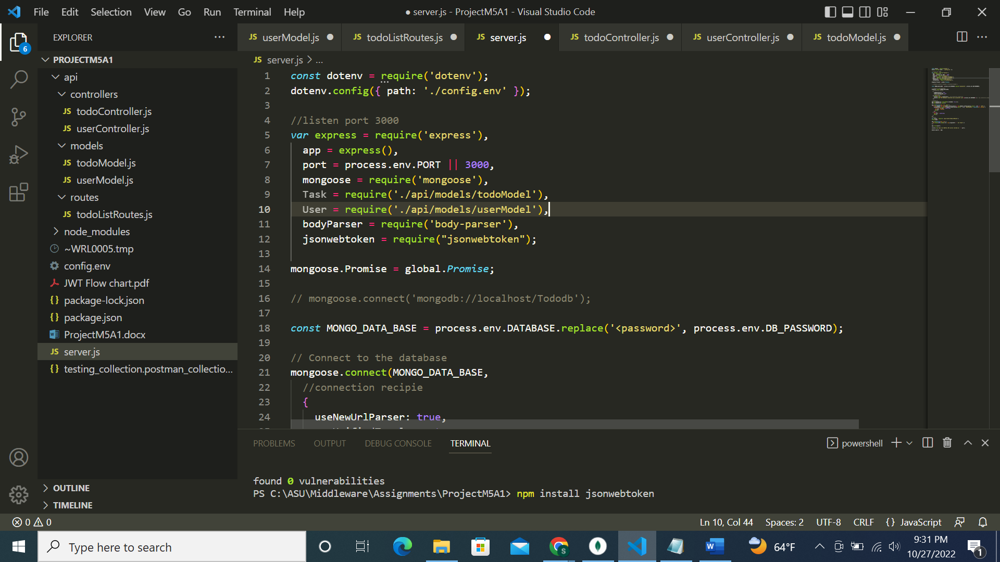 File Edit Selection View Go Run Terminal Help
● server.js - ProjectM5A1 - Visual Studio Code
EXPLORER
6
PROJECTM5A1
api
controllers
JS todoController.js
JS userController.js
models
JS todoModel.js
JS userModel.js
routes
JS todoListRoutes.js
node_modules
~WRL0005.tmp
config.env
JWT Flow chart.pdf
{} package-lock.json
{} package.json
ProjectM5A1.docx
JS server.js
{} testing_collection.postman_collectio...
OUTLINE
TIMELINE
JS userModel.js ● JS todoListRoutes.js ● JS server.js ● JS todoController.js ● JS userController.js ● JS todoModel.js ●
JS server.js > ...
1 const dotenv = require('dotenv');
2 dotenv.config({ path: './config.env' });
3
4 //listen port 3000
5 var express = require('express'),
6 app = express(),
7 port = process.env.PORT || 3000,
8 mongoose = require('mongoose'),
9 Task = require('./api/models/todoModel'),
10 User = require('./api/models/userModel'),
11 bodyParser = require('body-parser'),
12 jsonwebtoken = require("jsonwebtoken");
13
14 mongoose.Promise = global.Promise;
15
16 // mongoose.connect('mongodb://localhost/Tododb');
17
18 const MONGO_DATA_BASE = process.env.DATABASE.replace('<password>', process.env.DB_PASSWORD);
19
20 // Connect to the database
21 mongoose.connect(MONGO_DATA_BASE,
22 //connection recipie
23 {
24 useNewUrlParser: true,
PROBLEMS OUTPUT DEBUG CONSOLE TERMINAL
powershell
found 0 vulnerabilities
PS C:\ASU\Middleware\Assignments\ProjectM5A1> npm install jsonwebtoken
0 0
Ln 10, Col 44 Spaces: 2 UTF-8 CRLF {} JavaScript
Type here to search
64°F
9:31 PM
10/27/2022
1